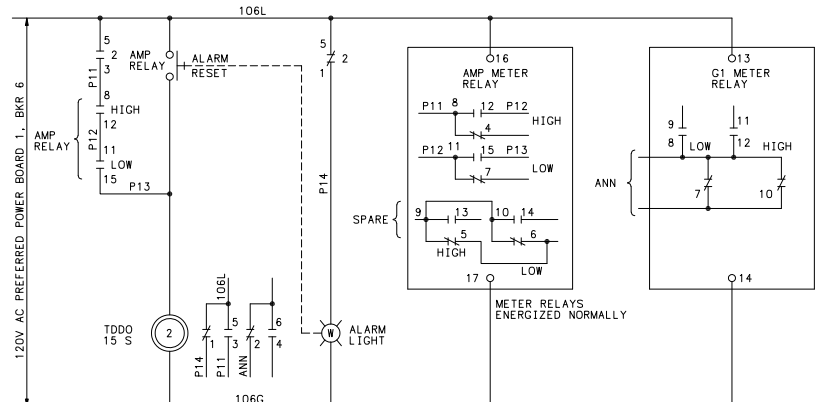 106L
120V AC PREFERRED POWER BOARD 1, BKR 6
5
2
3
P11
8
HIGH
12
AMP
RELAY
P12
11
LOW
15
P13
AMP
RELAY
ALARM
RESET
5
2
1
P14
TDDO
15 S
2
106L
1
5
3
2
6
4
P14
P11
ANN
W
ALARM
LIGHT
106G
16
AMP METER
RELAY
P11
8
12
P12
4
HIGH
P12
11
15
P13
7
LOW
SPARE
9
13
10
14
5
6
HIGH
LOW
17
METER RELAYS
ENERGIZED NORMALLY
13
G1 METER
RELAY
9
8
LOW
11
12
HIGH
ANN
7
10
14